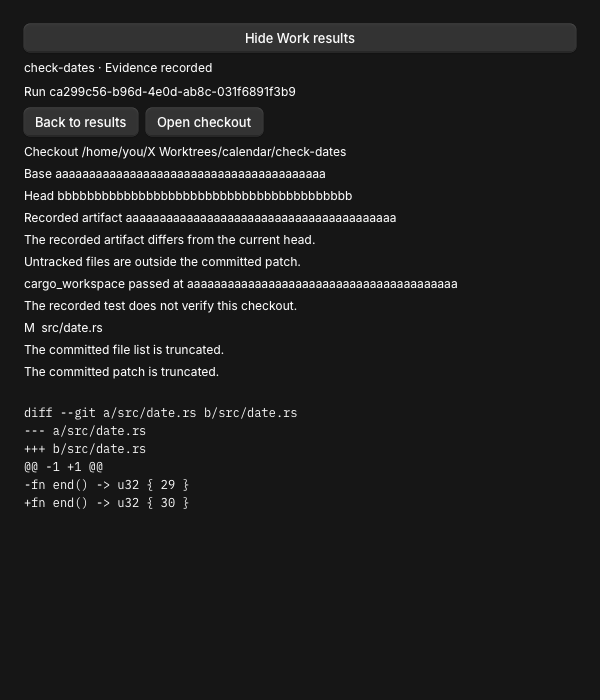 Hide Work results
check-dates · Evidence recorded
Run ca299c56-b96d-4e0d-ab8c-031f6891f3b9
Back to results Open checkout
Checkout /home/you/X Worktrees/calendar/check-dates
Base aaaaaaaaaaaaaaaaaaaaaaaaaaaaaaaaaaaaaaaa
Head bbbbbbbbbbbbbbbbbbbbbbbbbbbbbbbbbbbbbbbb
Recorded artifact aaaaaaaaaaaaaaaaaaaaaaaaaaaaaaaaaaaaaaaa
The recorded artifact differs from the current head.
Untracked files are outside the committed patch.
cargo_workspace passed at aaaaaaaaaaaaaaaaaaaaaaaaaaaaaaaaaaaaaaaa
The recorded test does not verify this checkout.
M  src/date.rs
The committed file list is truncated.
The committed patch is truncated.
diff --git a/src/date.rs b/src/date.rs
--- a/src/date.rs
+++ b/src/date.rs
@@ -1 +1 @@
-fn end() -> u32 { 29 }
+fn end() -> u32 { 30 }